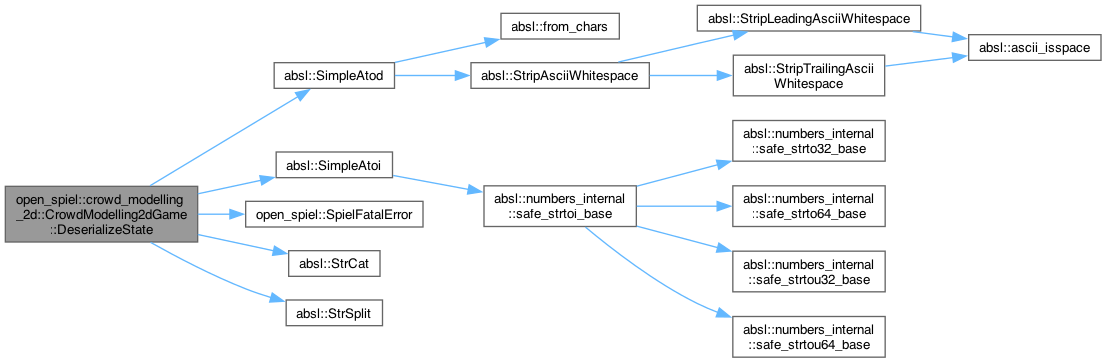 open_spiel::crowd_modelling
_2d::CrowdModelling2dGame
::DeserializeState
absl::SimpleAtod
absl::from_chars
absl::StripAsciiWhitespace
absl::StripLeadingAsciiWhitespace
absl::StripTrailingAscii
Whitespace
absl::ascii_isspace
absl::SimpleAtoi
absl::numbers_internal
::safe_strtoi_base
absl::numbers_internal
::safe_strto32_base
absl::numbers_internal
::safe_strto64_base
absl::numbers_internal
::safe_strtou32_base
absl::numbers_internal
::safe_strtou64_base
open_spiel::SpielFatalError
absl::StrCat
absl::StrSplit